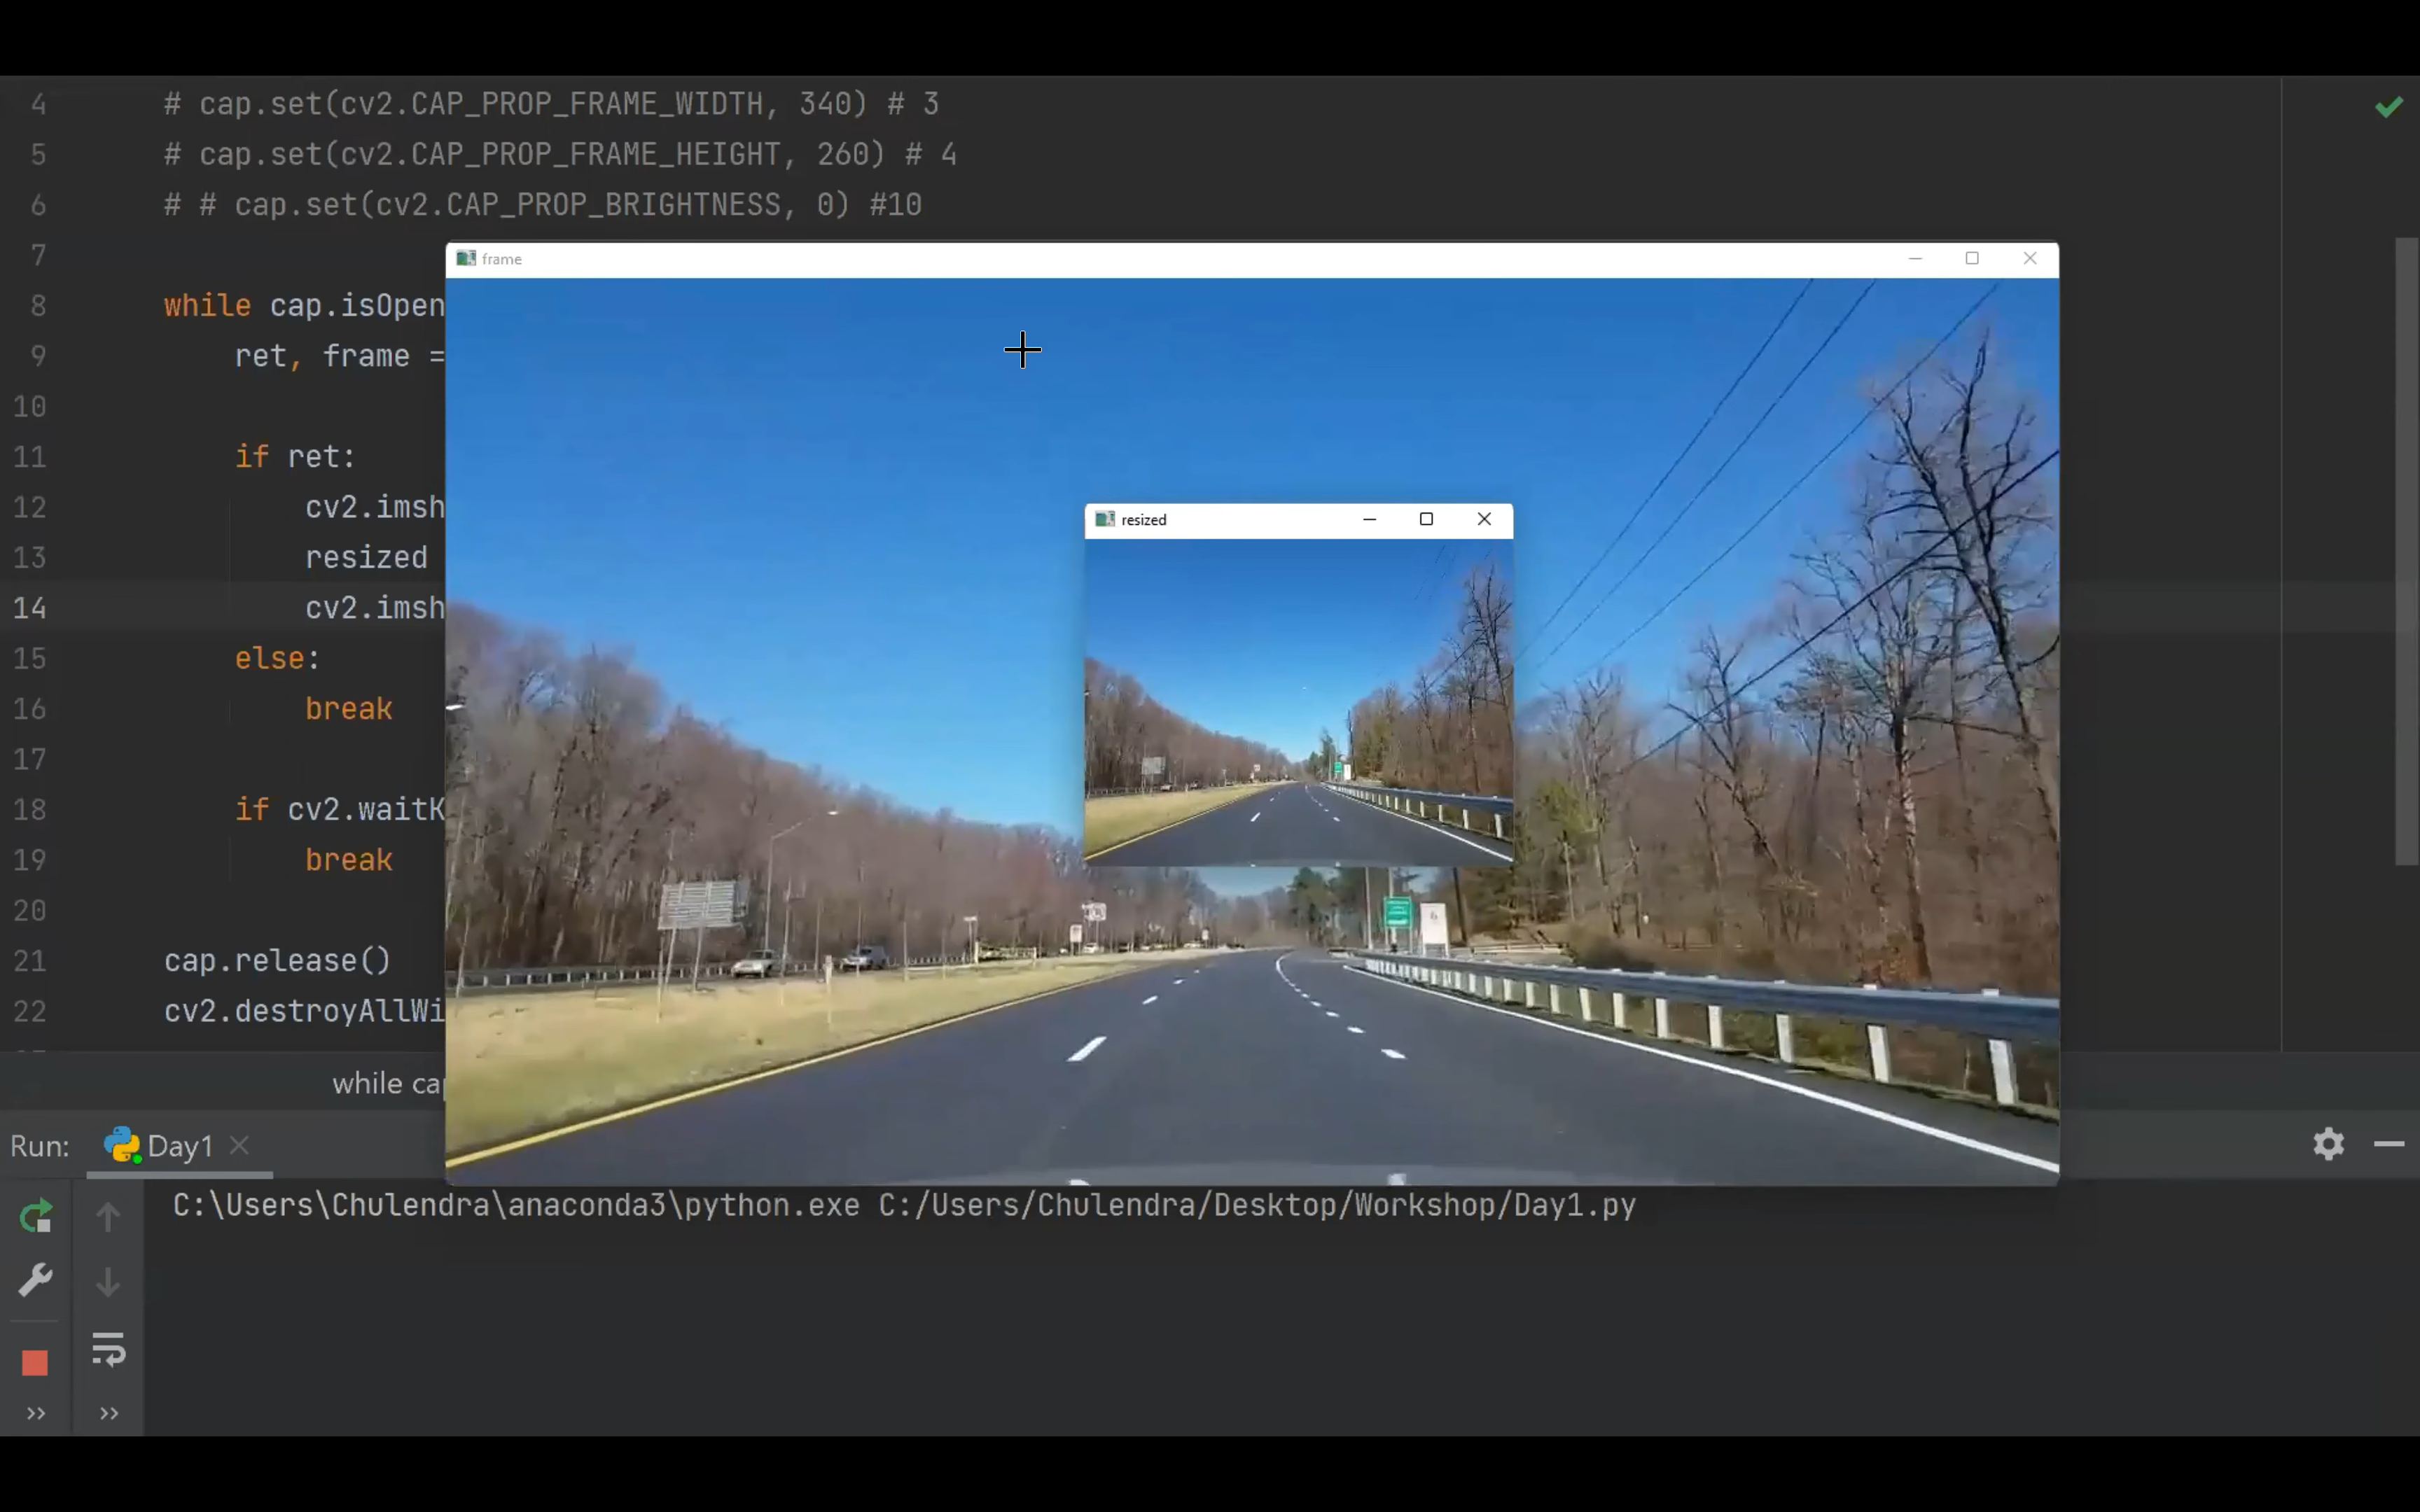 4 # cap.set(cv2.CAP_PROP_FRAME_WIDTH, 340) # 3
5 # cap.set(cv2.CAP_PROP_FRAME_HEIGHT, 260) # 4
6 # # cap.set(cv2.CAP_PROP_BRIGHTNESS, 0) #10
7
frame
8 while cap.isOpen
9 ret, frame =
10
11 if ret:
12 cv2.imsh
resized
13 resized
14 cv2.imsh
15 else:
16 break
17
18 if cv2.waitK
19 break
20
21 cap.release()
22 cv2.destroyAllWi
while cap
Run: Day1
C:\Users\Chulendra\anaconda3\python.exe C:/Users/Chulendra/Desktop/Workshop/Day1.py